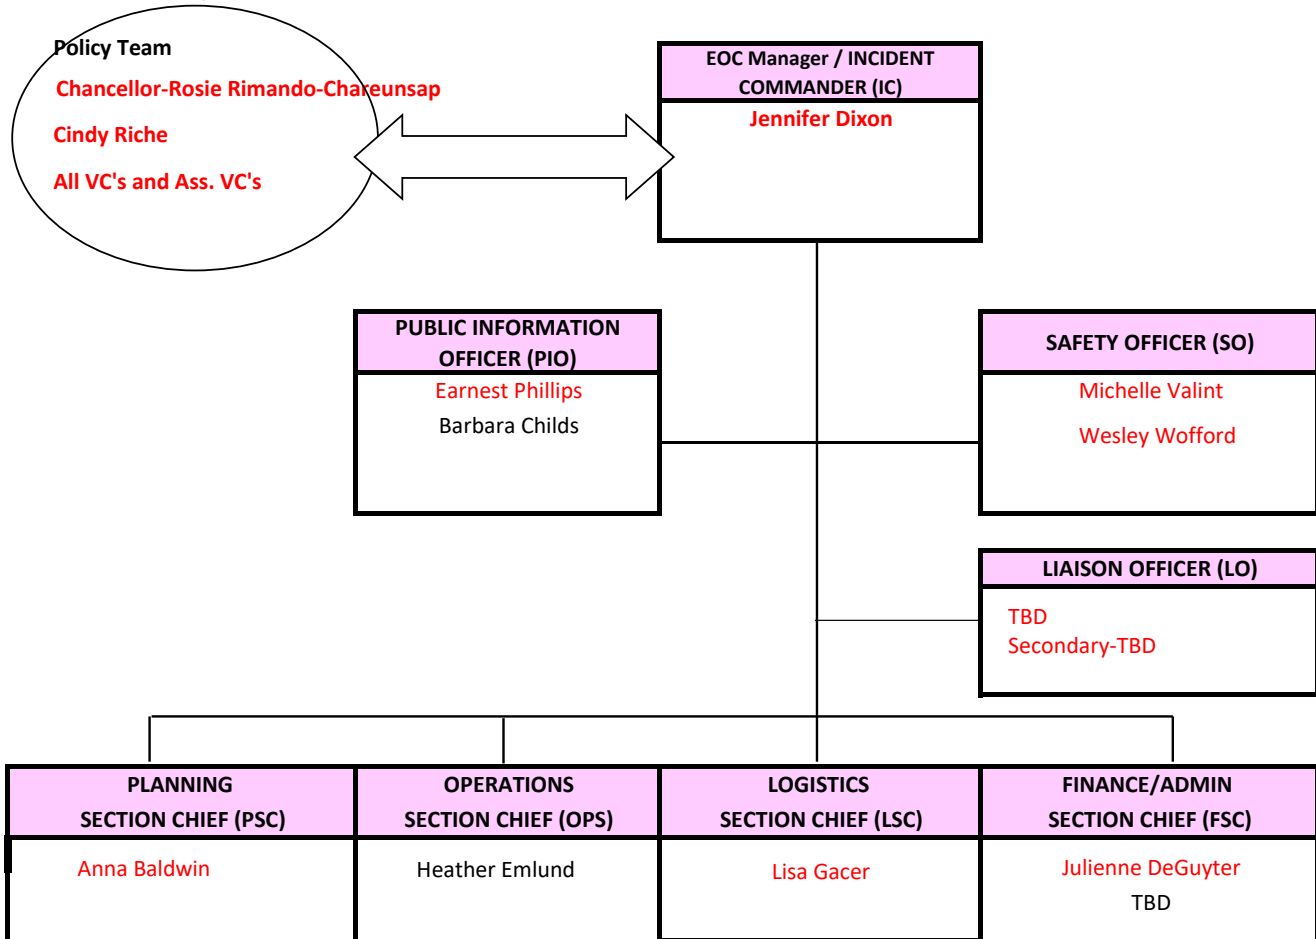 Policy Team
Chancellor-Rosie Rimando-Chareunsap
Cindy Riche
All VC's and Ass. VC's
EOC Manager / INCIDENT
COMMANDER (IC)
Jennifer Dixon
PUBLIC INFORMATION
OFFICER (PIO)
Earnest Phillips
Barbara Childs
SAFETY OFFICER (SO)
Michelle Valint
Wesley Wofford
LIAISON OFFICER (LO)
TBD
Secondary-TBD
PLANNING
SECTION CHIEF (PSC)
Anna Baldwin
OPERATIONS
SECTION CHIEF (OPS)
Heather Emlund
LOGISTICS
SECTION CHIEF (LSC)
Lisa Gacer
FINANCE/ADMIN
SECTION CHIEF (FSC)
Julienne DeGuyter
TBD